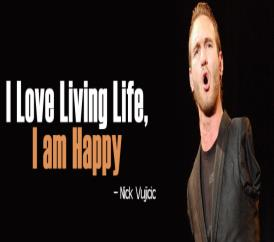 I Love Living Life,
I am Happy
- Nick Vujicic